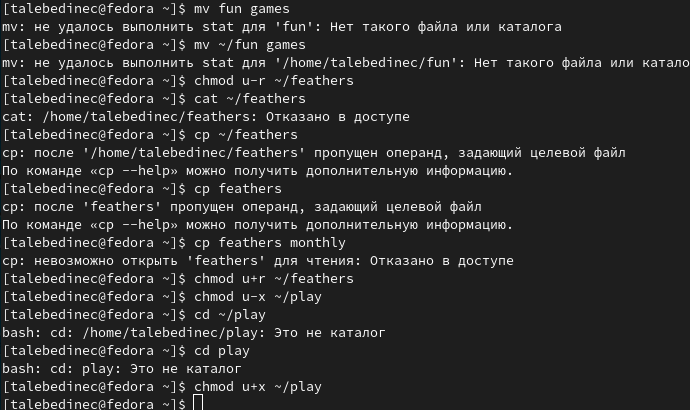 [talebedinec@fedora ~]$ mv fun games
mv: не удалось выполнить stat для 'fun': Нет такого файла или каталога
[talebedinec@fedora ~]$ mv ~/fun games
mv: не удалось выполнить stat для '/home/talebedinec/fun': Нет такого файла или катало
[talebedinec@fedora ~]$ chmod u-r ~/feathers
[talebedinec@fedora ~]$ cat ~/feathers
cat: /home/talebedinec/feathers: Отказано в доступе
[talebedinec@fedora ~]$ cp ~/feathers
cp: после '/home/talebedinec/feathers' пропущен операнд, задающий целевой файл
По команде «cp --help» можно получить дополнительную информацию.
[talebedinec@fedora ~]$ cp feathers
cp: после 'feathers' пропущен операнд, задающий целевой файл
По команде «cp --help» можно получить дополнительную информацию.
[talebedinec@fedora ~]$ cp feathers monthly
cp: невозможно открыть 'feathers' для чтения: Отказано в доступе
[talebedinec@fedora ~]$ chmod u+r ~/feathers
[talebedinec@fedora ~]$ chmod u-x ~/play
[talebedinec@fedora ~]$ cd ~/play
bash: cd: /home/talebedinec/play: Это не каталог
[talebedinec@fedora ~]$ cd play
bash: cd: play: Это не каталог
[talebedinec@fedora ~]$ chmod u+x ~/play
[talebedinec@fedora ~]$